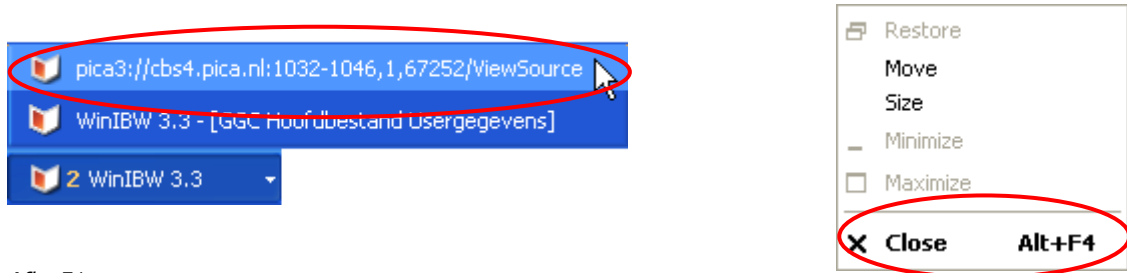 pica3://cbs4.pica.nl:1032-1046,1,67252/ViewSource
WinIBW 3.3 - [GGC Hoofdbestand Usergegevens]
2 WinIBW 3.3
Restore
Move
Size
Minimize
Maximize
Close Alt+F4